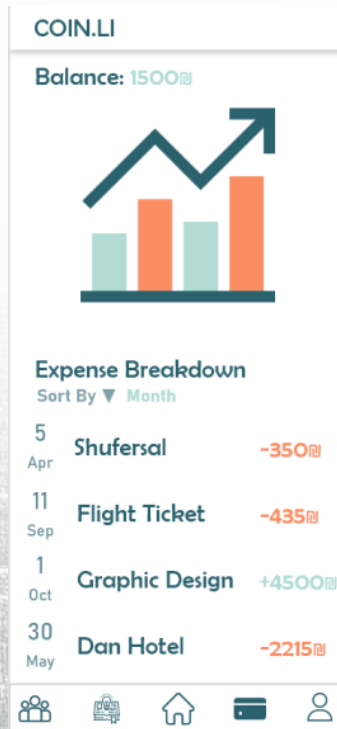 COIN.LI
Balance: 1500₪
Expense Breakdown
Sort By ▼ Month
5 Apr Shufersal -350₪
11 Sep Flight Ticket -435₪
1 Oct Graphic Design +4500₪
30 May Dan Hotel -2215₪